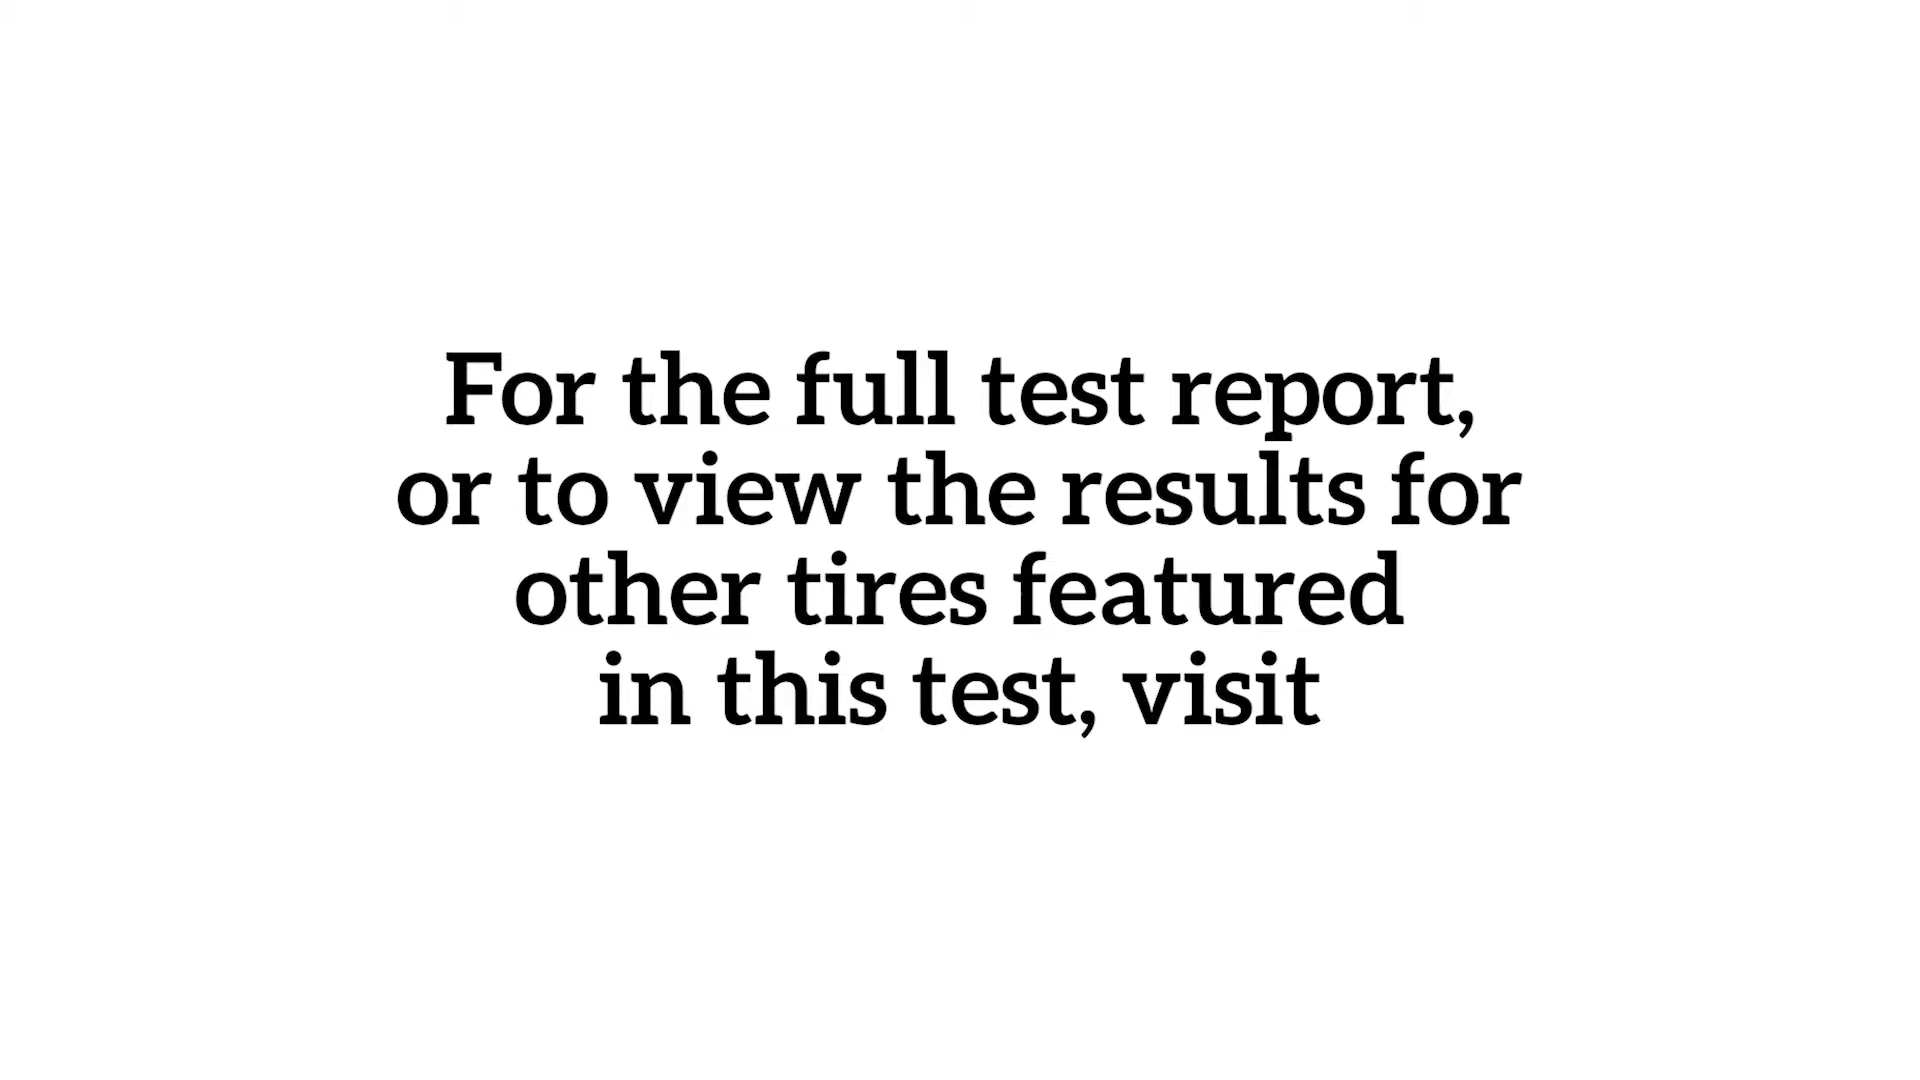 For the full test report,
or to view the results for
other tires featured
in this test, visit